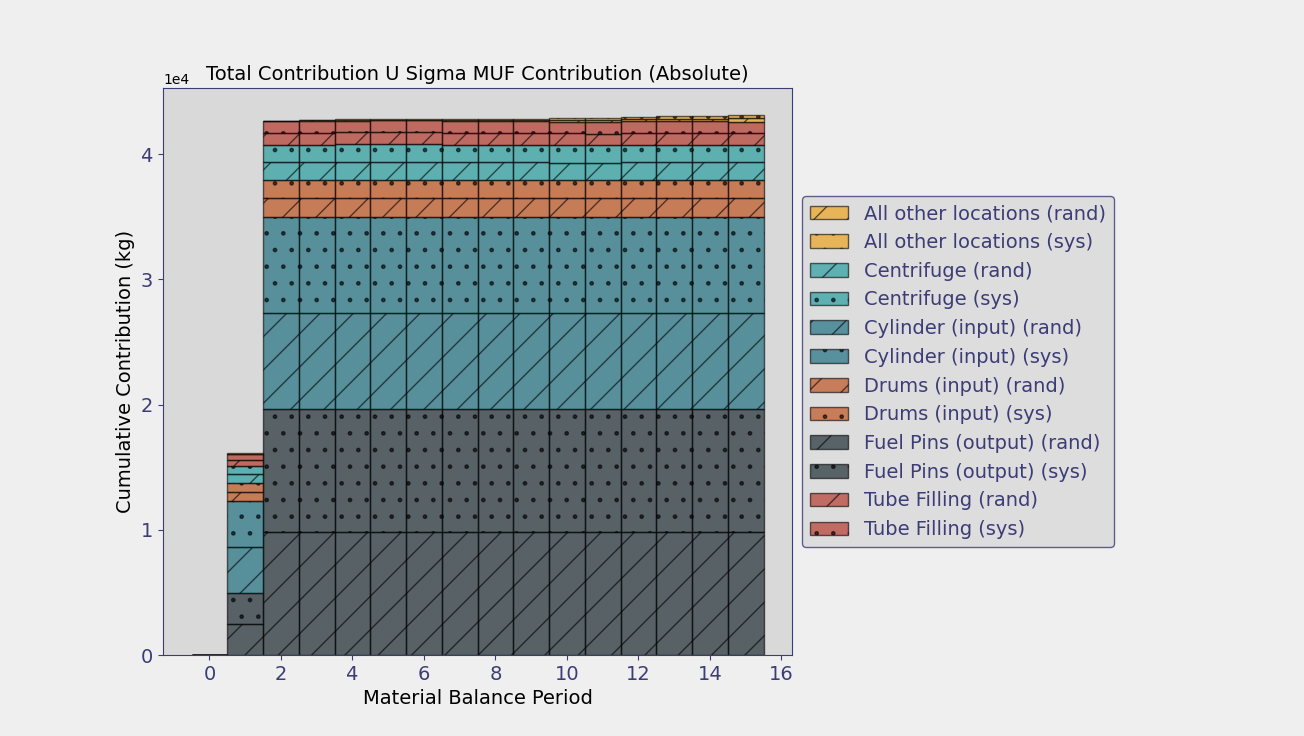 Total Contribution U Sigma MUF Contribution (Absolute)
1e4
4
3
2
1
0
Cumulative Contribution (kg)
0 2 4 6 8 10 12 14 16
Material Balance Period
All other locations (rand)
All other locations (sys)
Centrifuge (rand)
Centrifuge (sys)
Cylinder (input) (rand)
Cylinder (input) (sys)
Drums (input) (rand)
Drums (input) (sys)
Fuel Pins (output) (rand)
Fuel Pins (output) (sys)
Tube Filling (rand)
Tube Filling (sys)